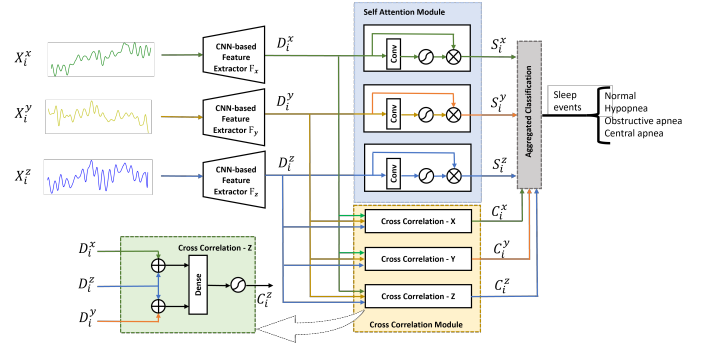 Self Attention Module
X_i^x
CNN-based
Feature
Extractor F_x
D_i^x
Conv
S_i^x
X_i^y
CNN-based
Feature
Extractor F_y
D_i^y
Conv
S_i^y
X_i^z
CNN-based
Feature
Extractor F_z
D_i^z
Conv
S_i^z
Aggregated Classification
Sleep
events
Normal
Hypopnea
Obstructive apnea
Central apnea
Cross Correlation - X
C_i^x
Cross Correlation - Y
C_i^y
Cross Correlation - Z
C_i^z
Cross Correlation Module
Cross Correlation - Z
D_i^x
D_i^z
D_i^y
Dense
C_i^z